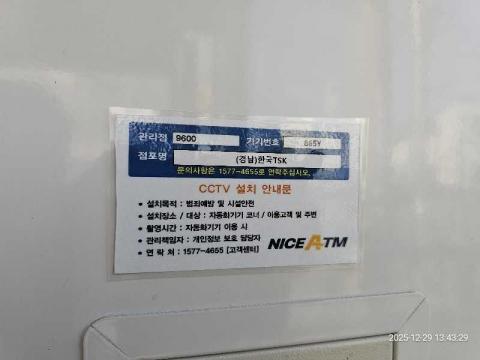 관리점 9600 기기번호 865Y
점포명 (경남)한국TSK
문의사항은 1577-4655로 연락주십시오.
CCTV 설치 안내문
• 설치목적 : 범죄예방 및 시설안전
• 설치장소 / 대상 : 자동화기기 코너 / 이용고객 및 주변
• 촬영시간 : 자동화기기 이용 시
• 관리책임자 : 개인정보 보호 담당자
• 연 락 처 : 1577-4655 [고객센터]
NICE ATM
2025-12-29 13:43:29